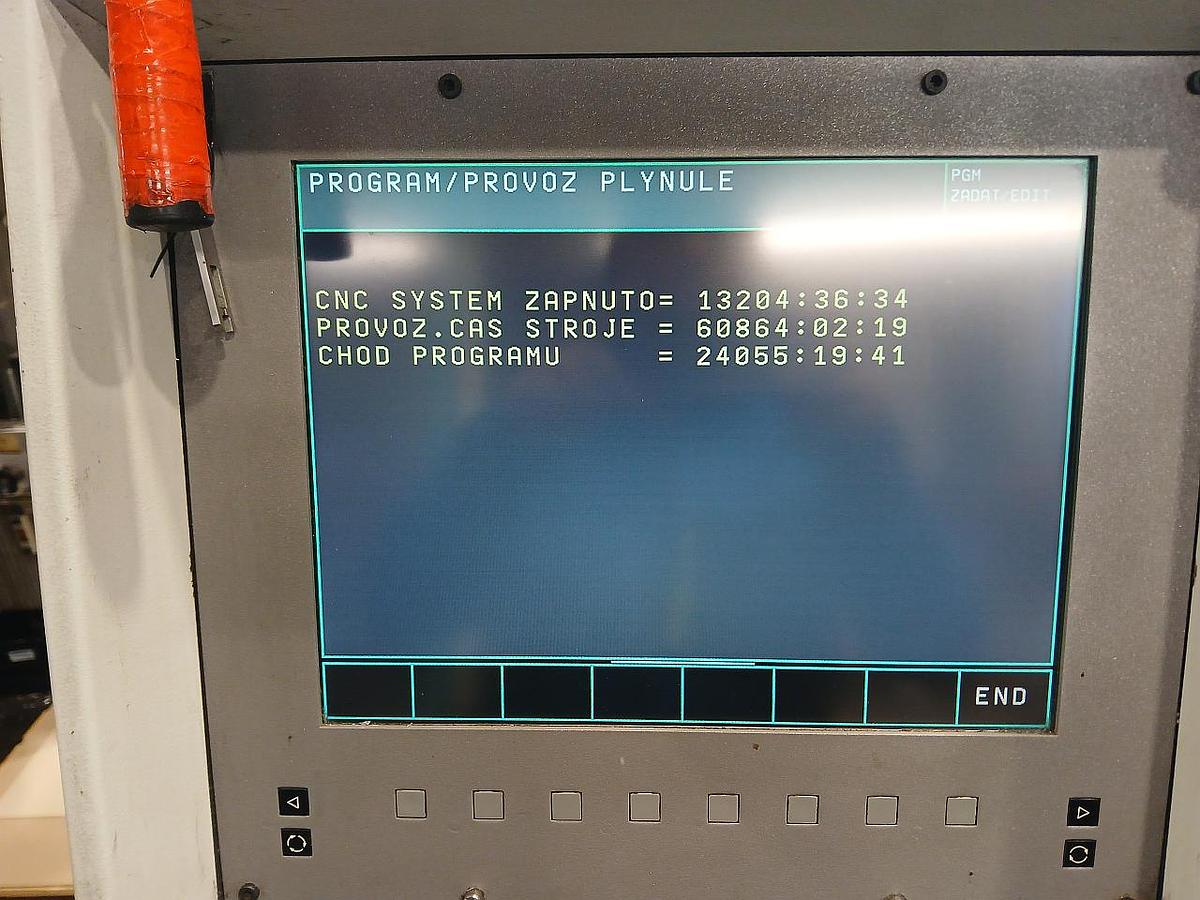 PROGRAM/PROVOZ PLYNULE
PGM
ZADAT/EDIT
CNC SYSTEM ZAPNUTO= 13204:36:34
PROVOZ.CAS STROJE = 60864:02:19
CHOD PROGRAMU = 24055:19:41
END